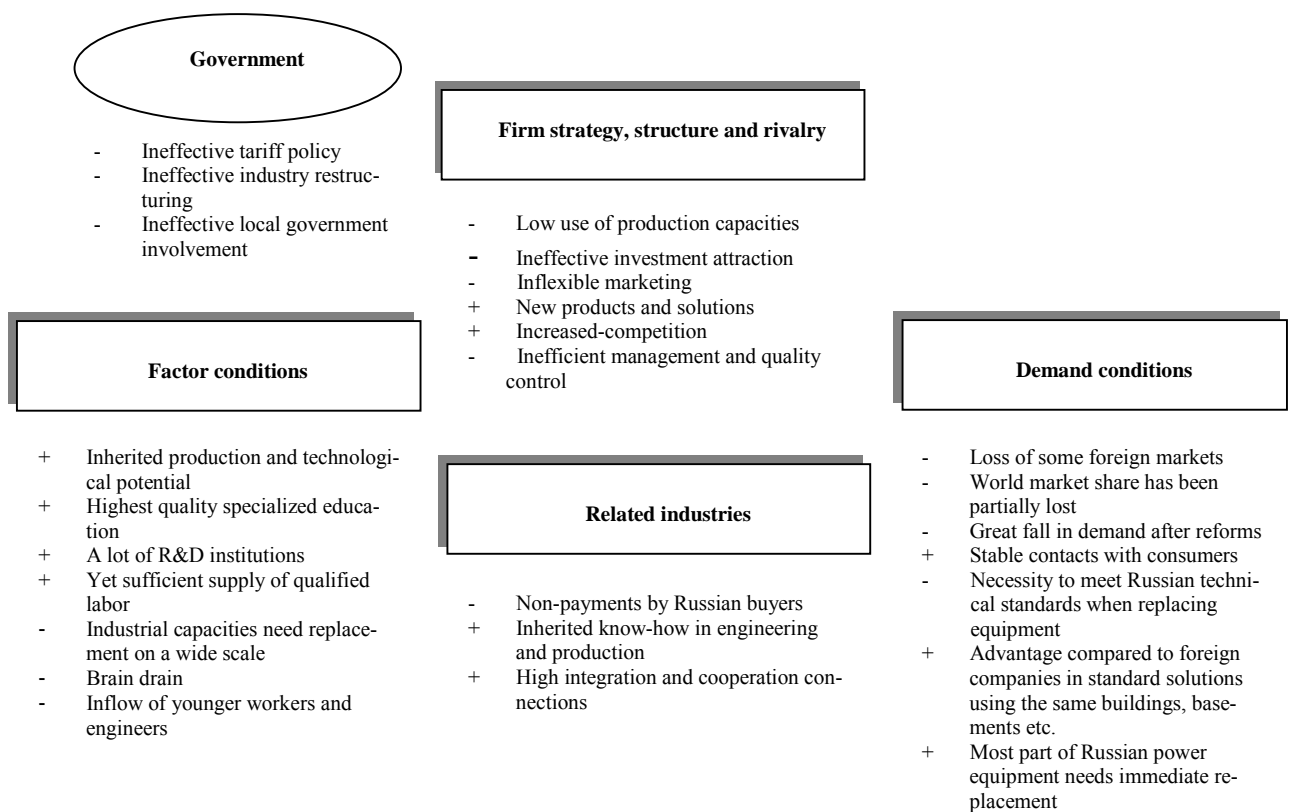 Government
- Ineffective tariff policy
- Ineffective industry restruc-
turing
- Ineffective local government
involvement
Firm strategy, structure and rivalry
- Low use of production capacities
- Ineffective investment attraction
- Inflexible marketing
+ New products and solutions
+ Increased-competition
- Inefficient management and quality
control
Factor conditions
+ Inherited production and technologi-
cal potential
+ Highest quality specialized educa-
tion
+ A lot of R&D institutions
+ Yet sufficient supply of qualified
labor
- Industrial capacities need replace-
ment on a wide scale
- Brain drain
- Inflow of younger workers and
engineers
Related industries
- Non-payments by Russian buyers
+ Inherited know-how in engineering
and production
+ High integration and cooperation con-
nections
Demand conditions
- Loss of some foreign markets
- World market share has been
partially lost
- Great fall in demand after reforms
+ Stable contacts with consumers
- Necessity to meet Russian techni-
cal standards when replacing
equipment
+ Advantage compared to foreign
companies in standard solutions
using the same buildings, base-
ments etc.
+ Most part of Russian power
equipment needs immediate re-
placement